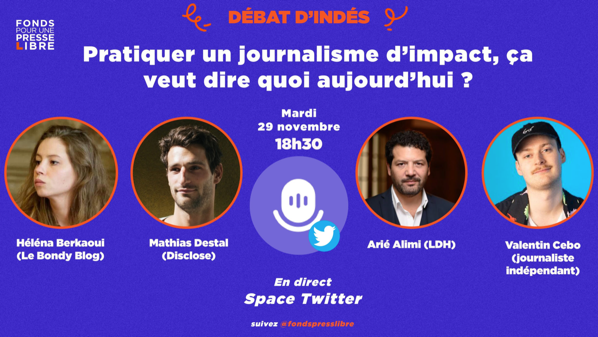 FONDS
POUR UNE
PRESSE
LIBRE
DÉBAT D'INDÉS
Pratiquer un journalisme d'impact, ça
veut dire quoi aujourd'hui ?
Mardi
29 novembre
18h30
Héléna Berkaoui
(Le Bondy Blog)
Mathias Destal
(Disclose)
Arié Alimi (LDH)
Valentin Cebo
(journaliste
indépendant)
En direct
Space Twitter
suivez @fondspresslibre